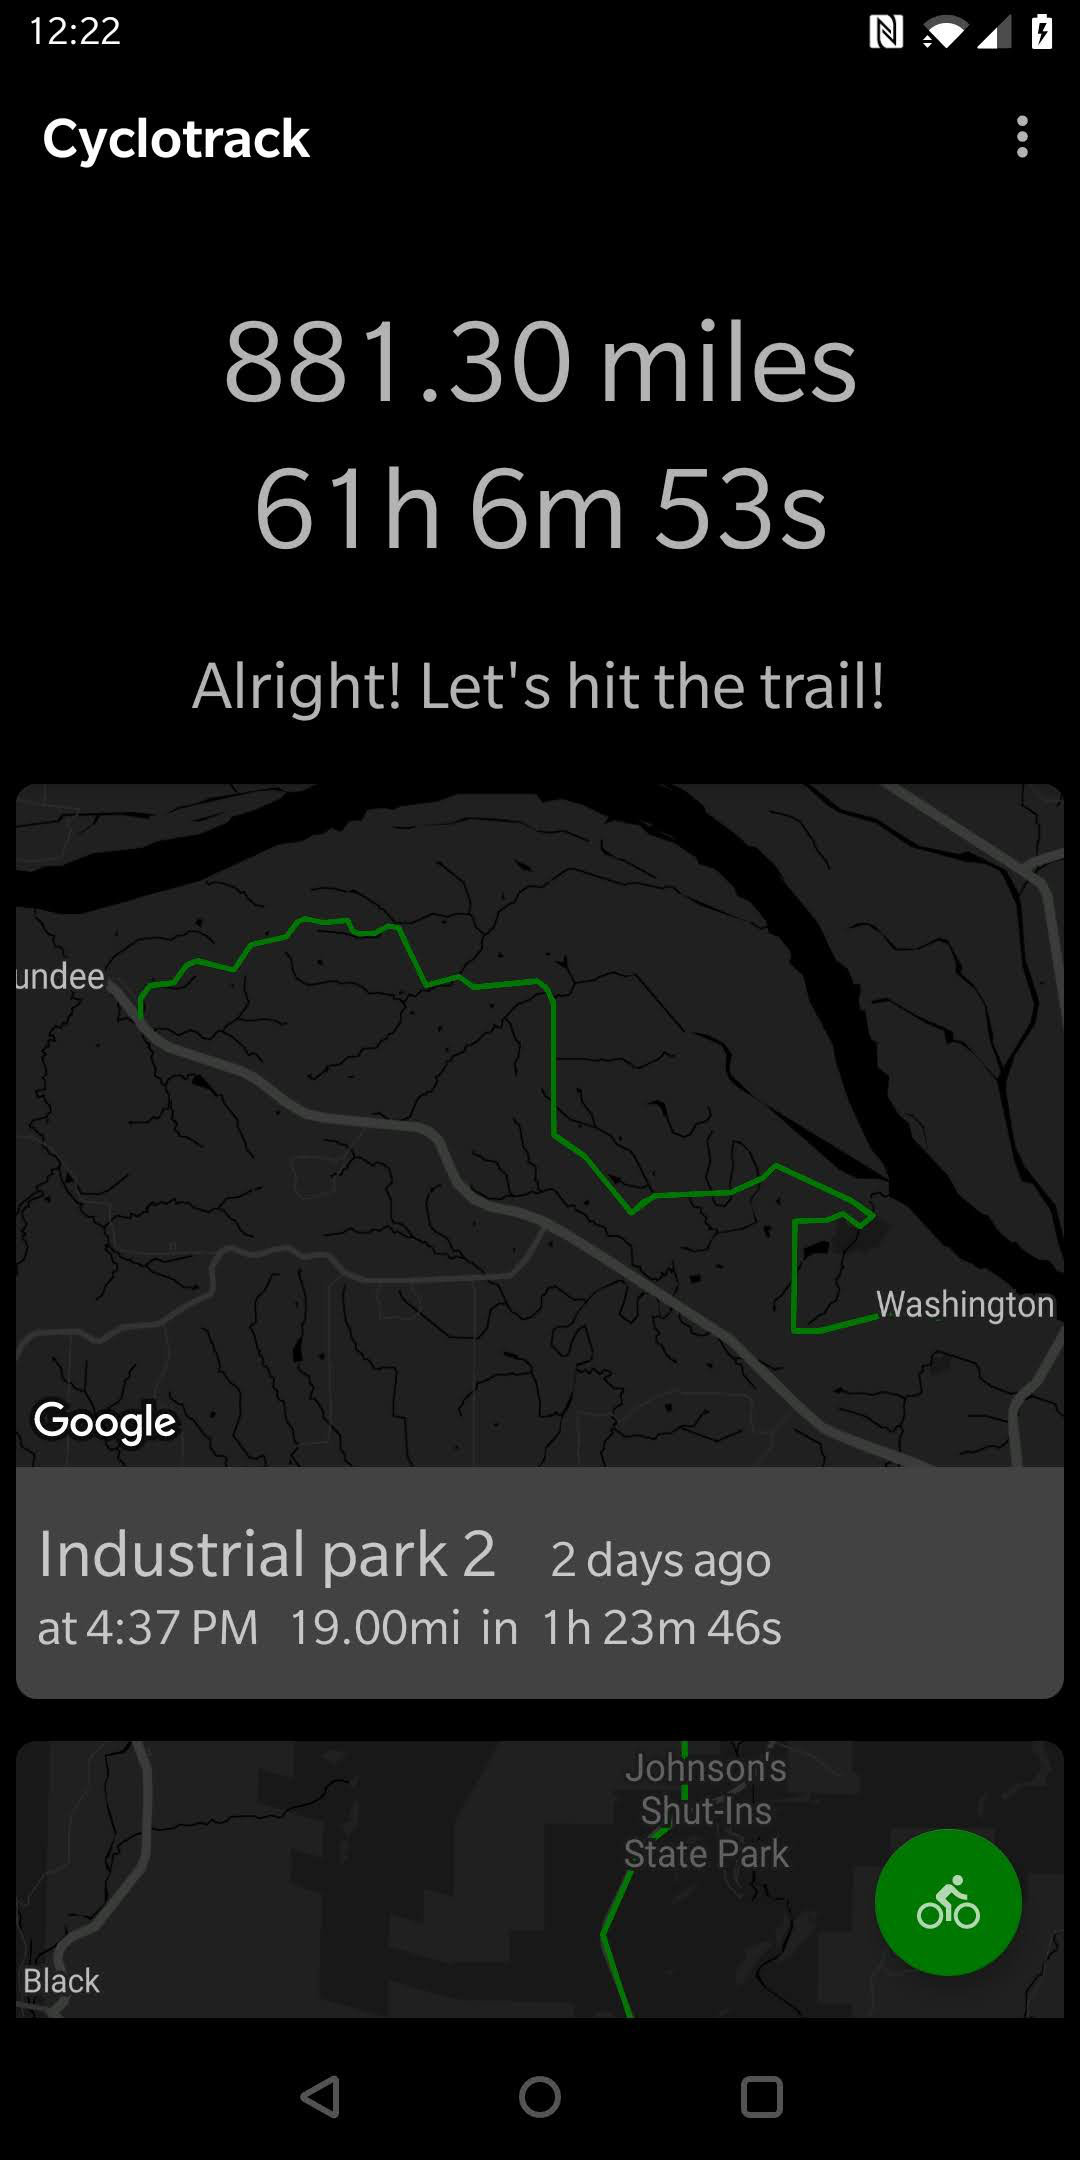 12:22
Cyclotrack
881.30 miles
61h 6m 53s
Alright! Let's hit the trail!
undee
Washington
Google
Industrial park 2 2 days ago
at 4:37 PM 19.00mi in 1h 23m 46s
Johnson's
Shut-Ins
State Park
Black